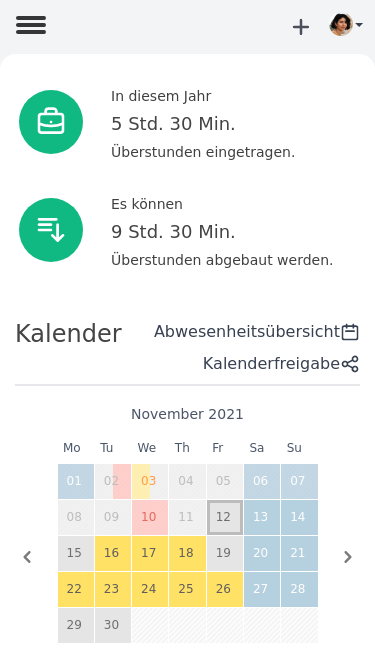 In diesem Jahr
5 Std. 30 Min.
Überstunden eingetragen.
Es können
9 Std. 30 Min.
Überstunden abgebaut werden.
Kalender
Abwesenheitsübersicht
Kalenderfreigabe
November 2021
Mo Tu We Th Fr Sa Su
01 02 03 04 05 06 07
08 09 10 11 12 13 14
15 16 17 18 19 20 21
22 23 24 25 26 27 28
29 30